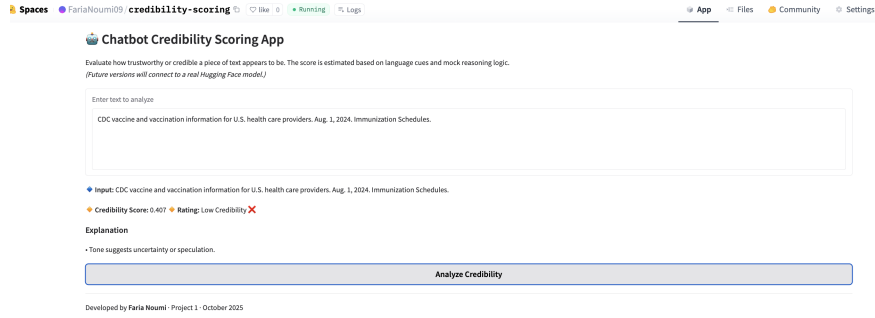 Spaces FariaNoumi09/credibility-scoring like 0 Running Logs App Files Community Settings
🤖 Chatbot Credibility Scoring App
Evaluate how trustworthy or credible a piece of text appears to be. The score is estimated based on language cues and mock reasoning logic.
(Future versions will connect to a real Hugging Face model.)
Enter text to analyze
CDC vaccine and vaccination information for U.S. health care providers. Aug. 1, 2024. Immunization Schedules.
🔹 Input: CDC vaccine and vaccination information for U.S. health care providers. Aug. 1, 2024. Immunization Schedules.
🔸 Credibility Score: 0.407 🔸 Rating: Low Credibility ❌
Explanation
• Tone suggests uncertainty or speculation.
Analyze Credibility
Developed by Faria Noumi · Project 1 · October 2025